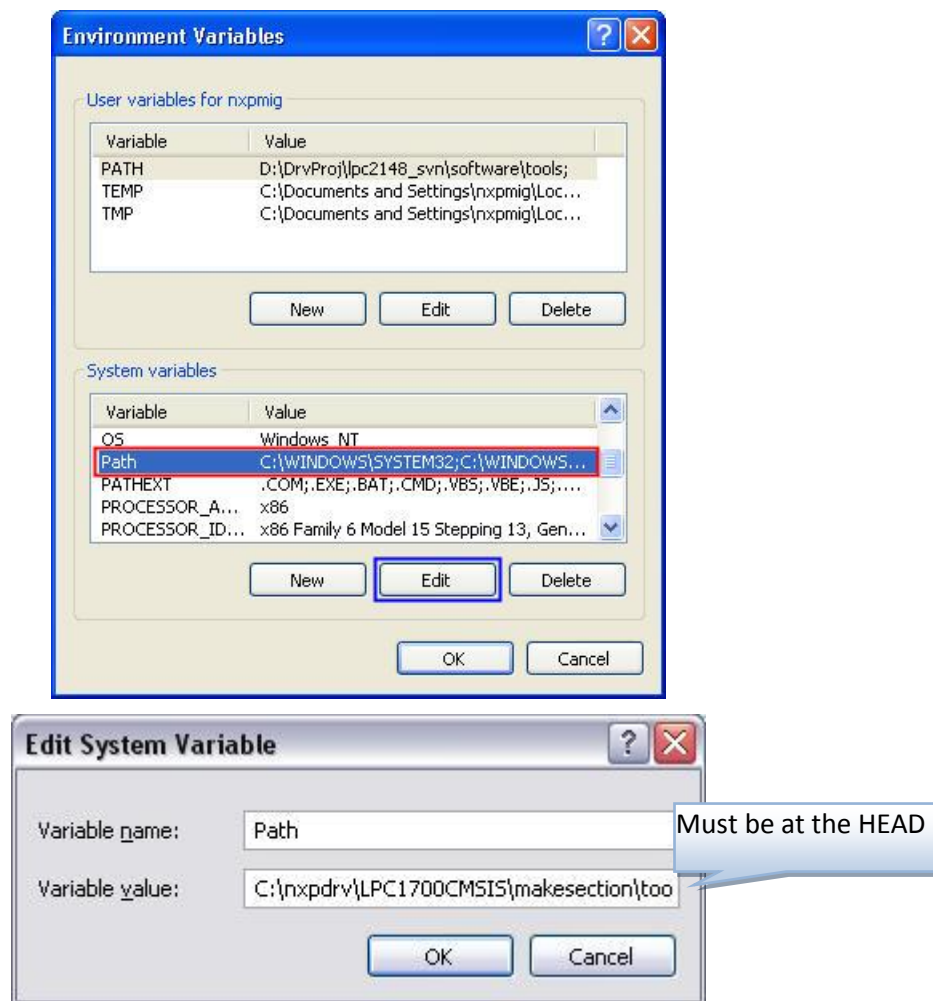 Environment Variables
User variables for nxpmig
Variable Value
PATH D:\DrvProj\lpc2148_svn\software\tools;
TEMP C:\Documents and Settings\nxpmig\Loc...
TMP C:\Documents and Settings\nxpmig\Loc...
New Edit Delete
System variables
Variable Value
OS Windows_NT
Path C:\WINDOWS\SYSTEM32;C:\WINDOWS...
PATHEXT .COM;.EXE;.BAT;.CMD;.VBS;.VBE;.JS;....
PROCESSOR_A... x86
PROCESSOR_ID... x86 Family 6 Model 15 Stepping 13, Gen...
New Edit Delete
OK Cancel
Edit System Variable
Variable name: Path
Must be at the HEAD
Variable value: C:\nxpdrv\LPC1700CMSIS\makesection\too
OK Cancel